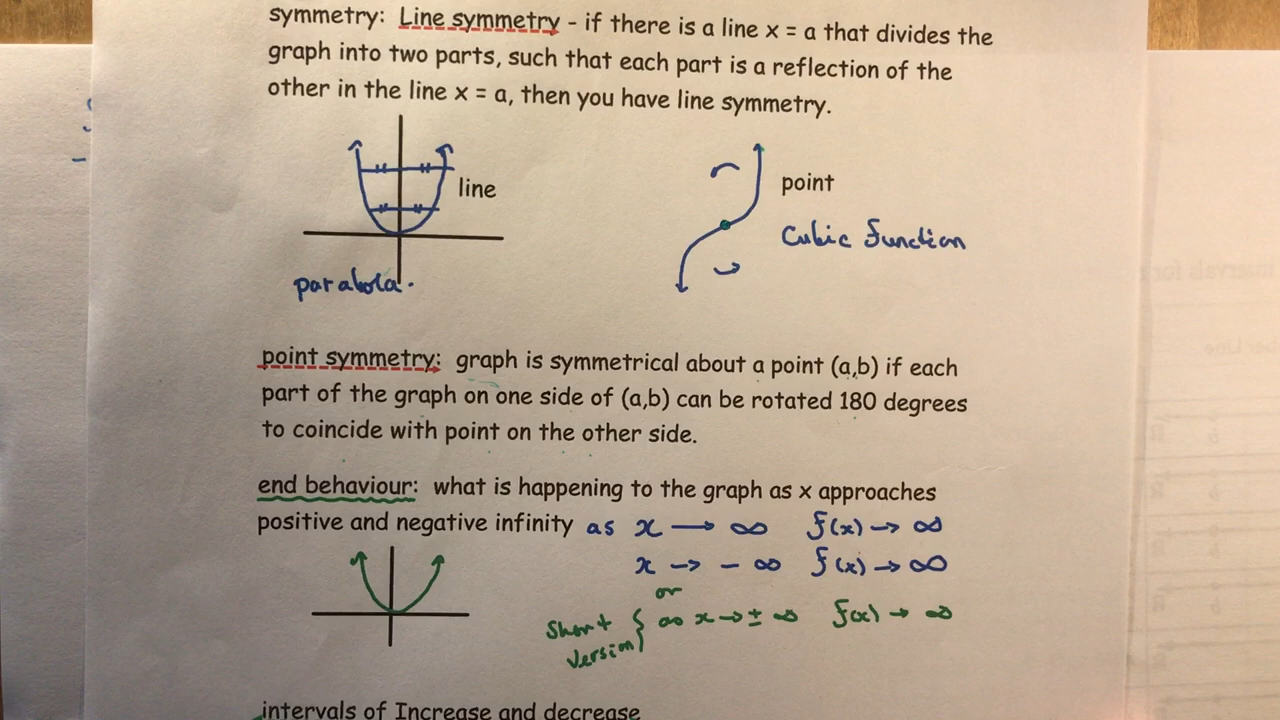 symmetry: Line symmetry - if there is a line x = a that divides the
graph into two parts, such that each part is a reflection of the
other in the line x = a, then you have line symmetry.
line
point
Cubic function
parabola.
point symmetry: graph is symmetrical about a point (a,b) if each
part of the graph on one side of (a,b) can be rotated 180 degrees
to coincide with point on the other side.
end behaviour: what is happening to the graph as x approaches
positive and negative infinity as x → ∞ f(x) → ∞
x → - ∞ f(x) → ∞
or
Short version { as x → ± ∞ f(x) → ∞
intervals of Increase and decrease